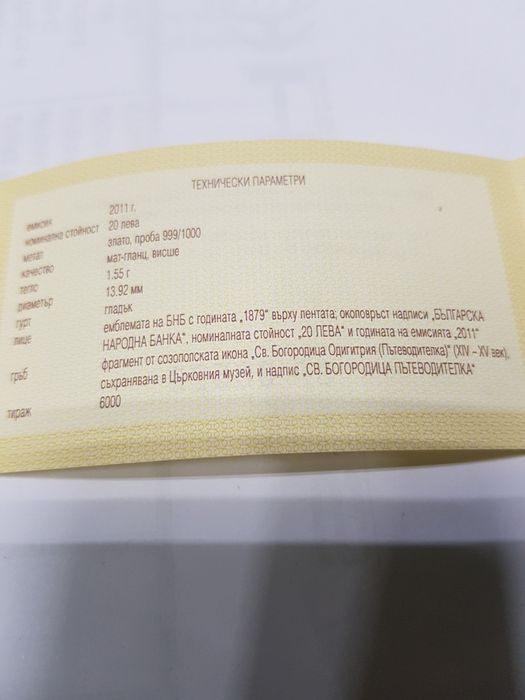 ТЕХНИЧЕСКИ ПАРАМЕТРИ
емисия 2011 г.
номинална стойност 20 лева
метал злато, проба 999/1000
качество мат-гланц, висше
тегло 1.55 г
диаметър 13.92 мм
гурт гладък
лице емблемата на БНБ с годината „1879“ върху лентата; околовръст надписи „БЪЛГАРСКА
НАРОДНА БАНКА“, номиналната стойност „20 ЛЕВА“ и годината на емисията „2011“
гръб фрагмент от созополската икона „Св. Богородица Одигитрия (Пътеводителка)“ (XIV – XV век),
съхранявана в Църковния музей, и надпис „СВ. БОГОРОДИЦА ПЪТЕВОДИТЕЛКА“
тираж 6000